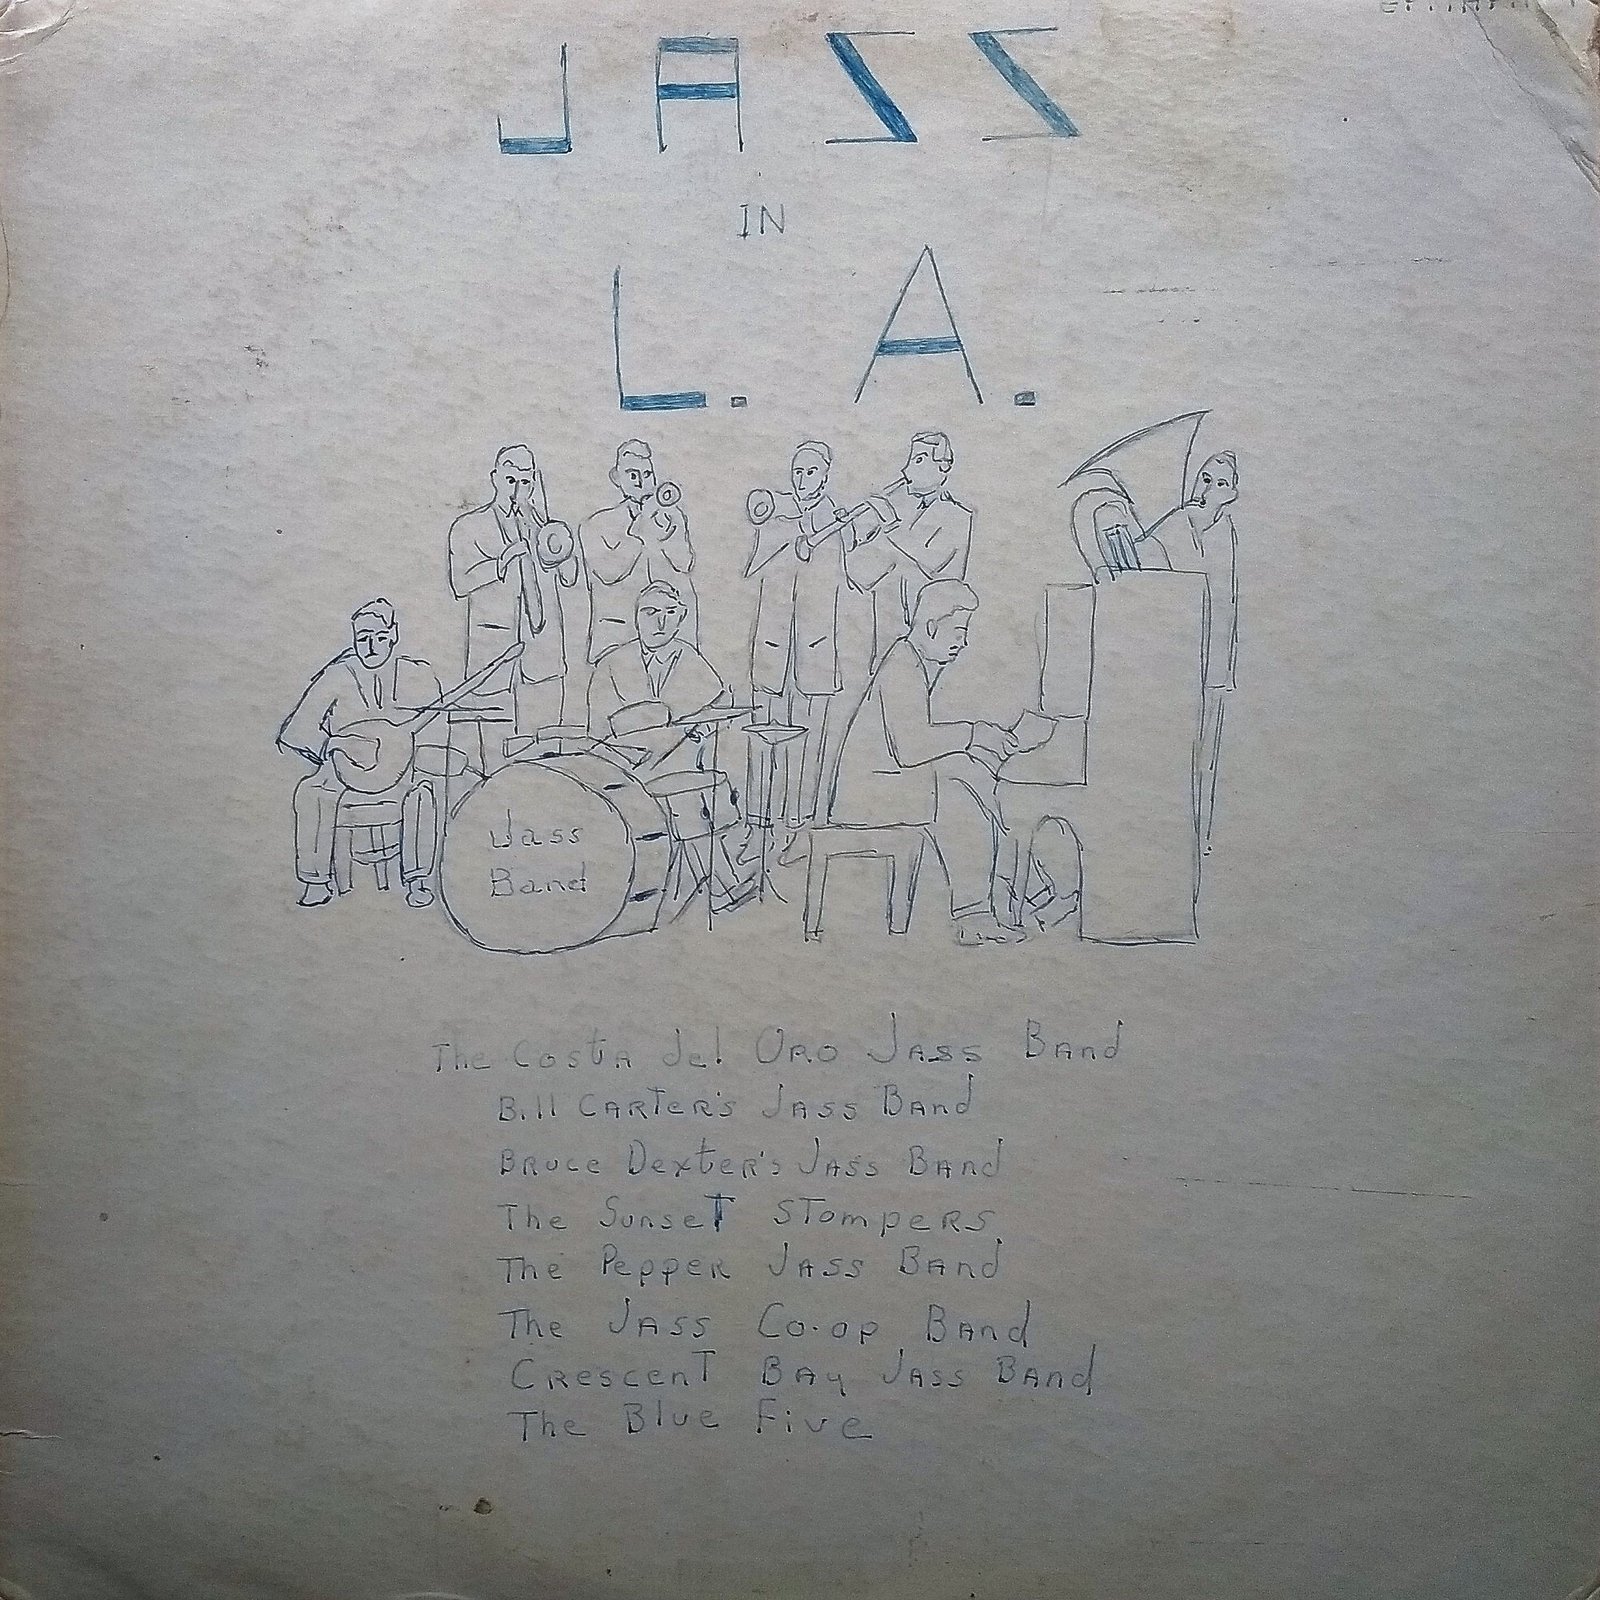 JASS
IN
L. A.
Jass
Band
The Costa del Oro Jass Band
Bill Carter's Jass Band
Bruce Dexter's Jass Band
The Sunset Stompers
The Pepper Jass Band
The Jass Co-op Band
Crescent Bay Jass Band
The Blue Five